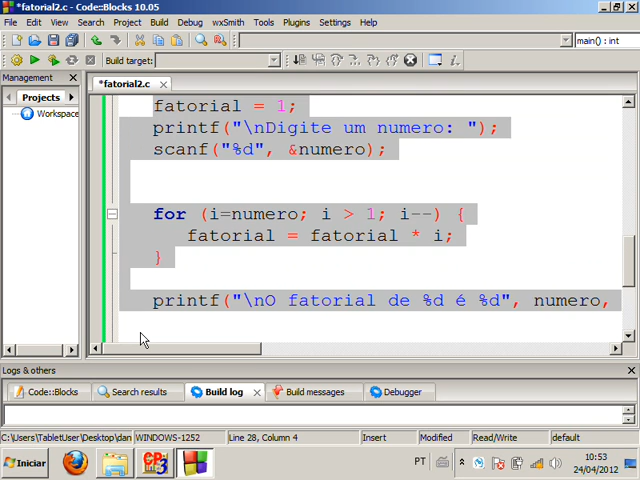 *fatorial2.c - Code::Blocks 10.05
File Edit View Search Project Build Debug wxSmith Tools Plugins Settings Help
main() : int
Build target:
Management
*fatorial2.c
Projects
Workspace
fatorial = 1;
printf("\nDigite um numero: ");
scanf("%d", &numero);
for (i=numero; i > 1; i--) {
fatorial = fatorial * i;
}
printf("\nO fatorial de %d é %d", numero,
Logs & others
Code::Blocks Search results Build log Build messages Debugger
C:\Users\TabletUser\Desktop\dan WINDOWS-1252 Line 28, Column 4 Insert Modified Read/Write default
Iniciar
PT
10:53
24/04/2012